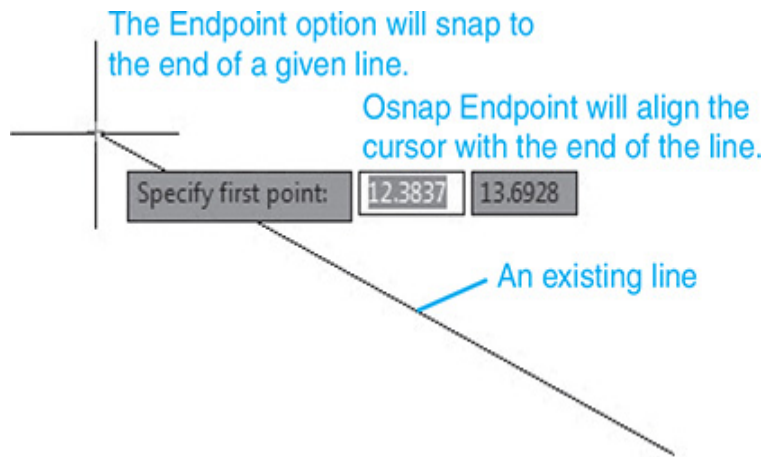 The Endpoint option will snap to
the end of a given line.
Osnap Endpoint will align the
cursor with the end of the line.
Specify first point: 12.3837 13.6928
An existing line